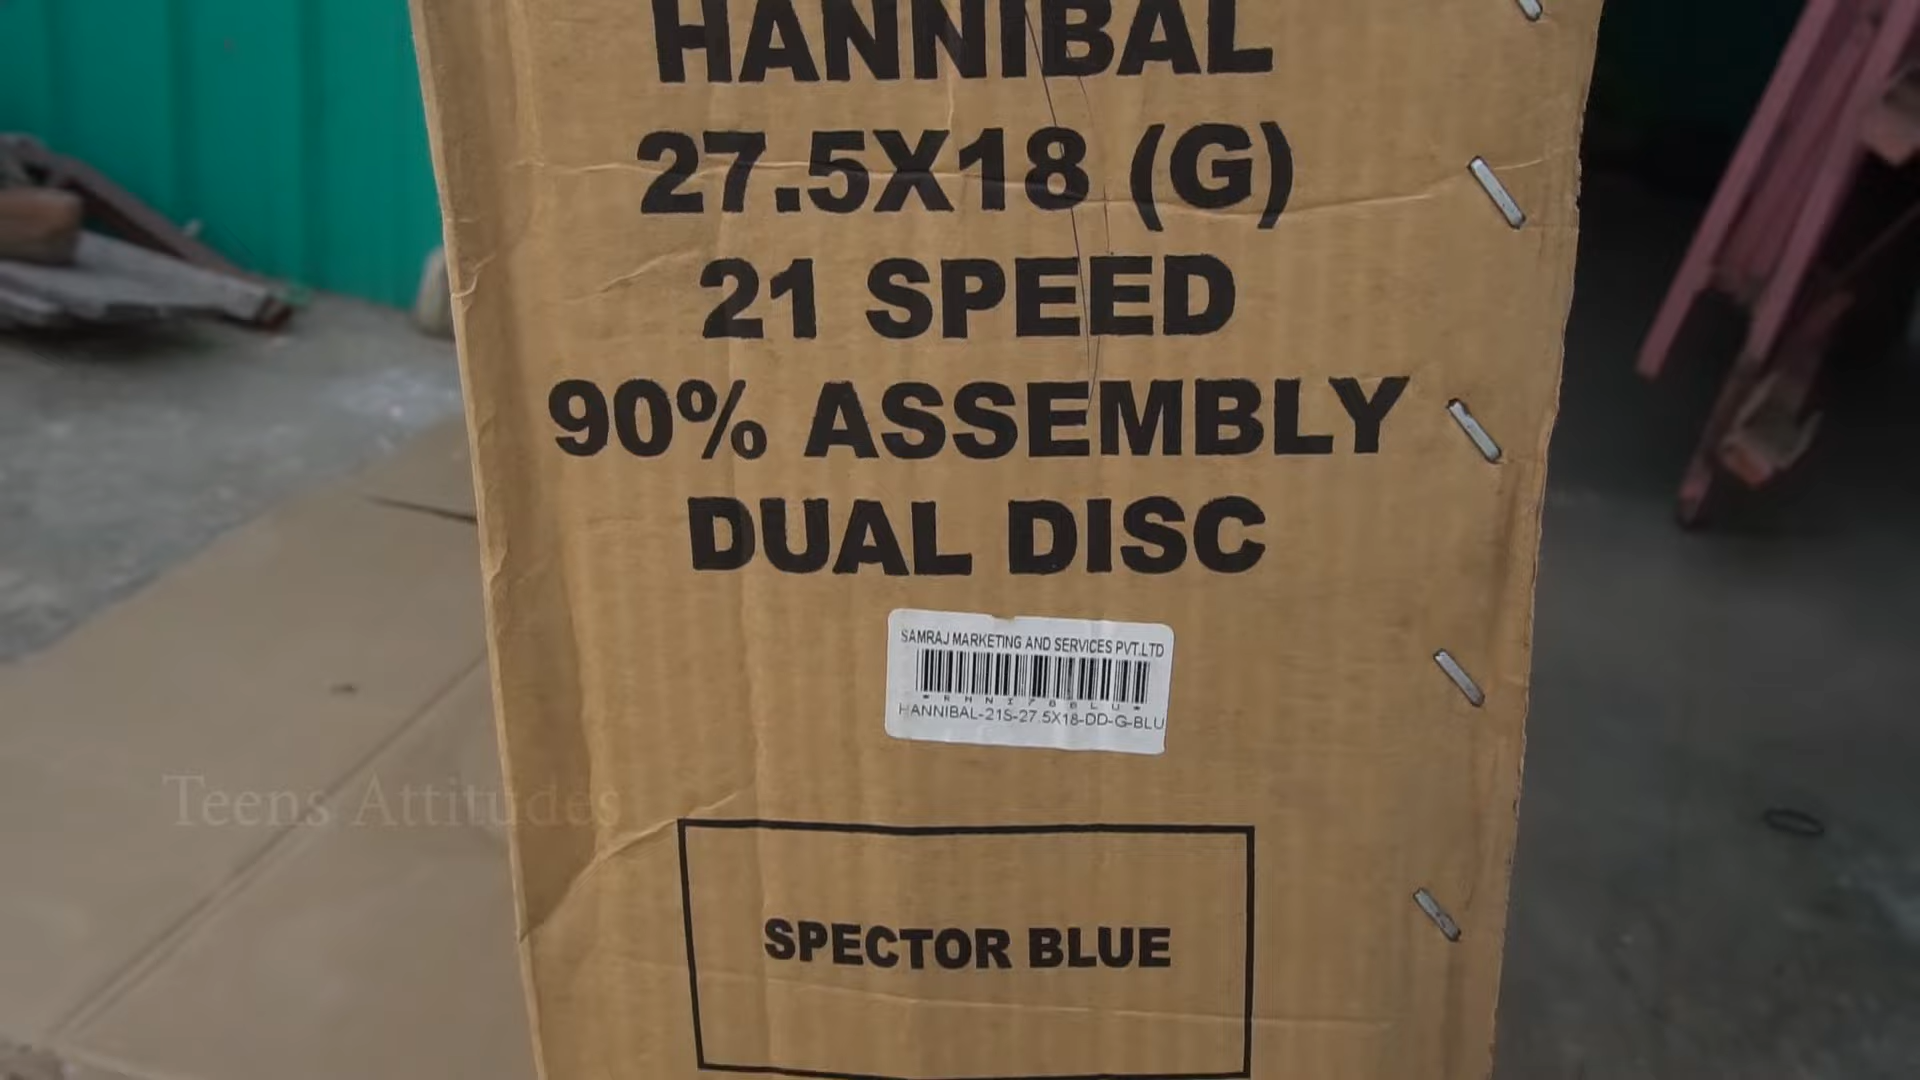 HANNIBAL
27.5X18 (G)
21 SPEED
90% ASSEMBLY
DUAL DISC
SAMRAJ MARKETING AND SERVICES PVT.LTD
HANNIBAL-21S-27.5X18-DD-G-BLU
Teens Attitudes
SPECTOR BLUE